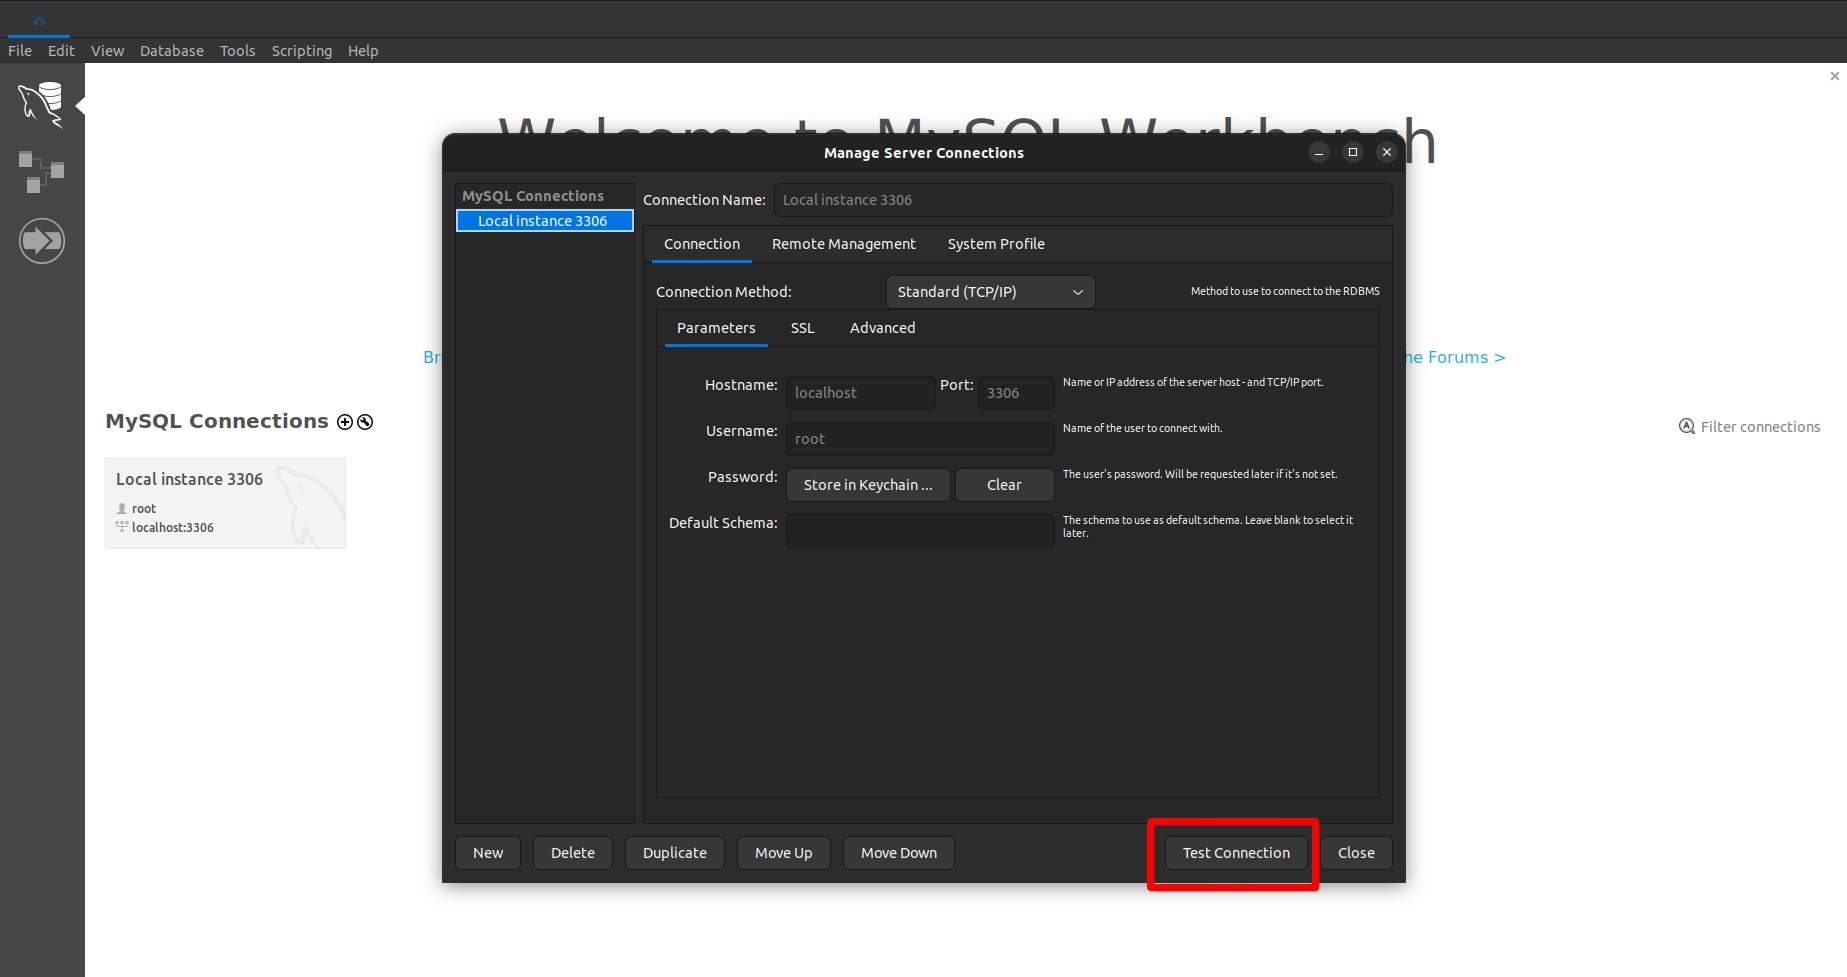 File Edit View Database Tools Scripting Help
Welcome to MySQL Workbench
Manage Server Connections
MySQL Connections
Local instance 3306
Connection Name: Local instance 3306
Connection Remote Management System Profile
Connection Method: Standard (TCP/IP) Method to use to connect to the RDBMS
Parameters SSL Advanced
Br
he Forums >
Hostname: localhost Port: 3306 Name or IP address of the server host - and TCP/IP port.
Username: root Name of the user to connect with.
Password: Store in Keychain ... Clear The user's password. Will be requested later if it's not set.
Default Schema: The schema to use as default schema. Leave blank to select it
later.
MySQL Connections
Filter connections
Local instance 3306
root
localhost:3306
New Delete Duplicate Move Up Move Down Test Connection Close